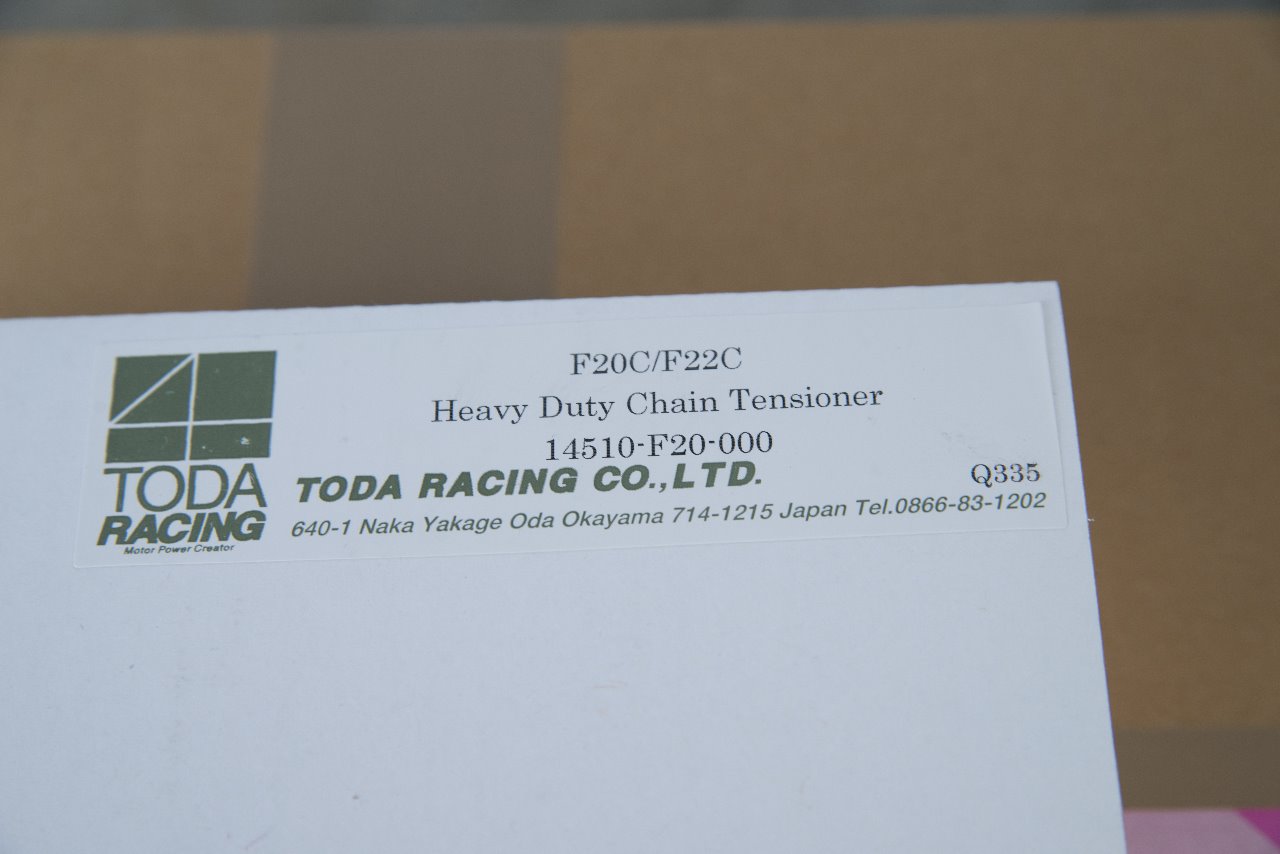 F20C/F22C
Heavy Duty Chain Tensioner
14510-F20-000
TODA
RACING
Motor Power Creator
TODA RACING CO.,LTD.
Q335
640-1 Naka Yakage Oda Okayama 714-1215 Japan Tel.0866-83-1202